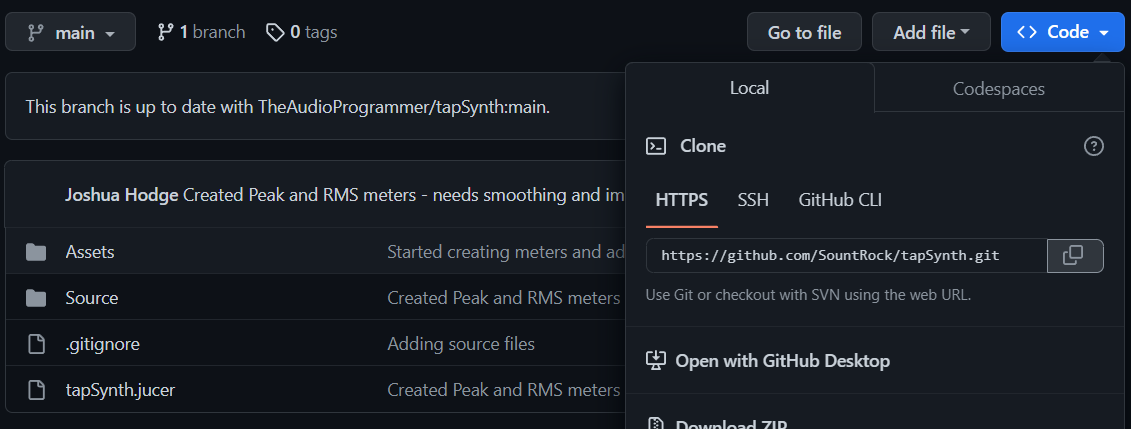 main
1 branch
0 tags
Go to file
Add file
Code
This branch is up to date with TheAudioProgrammer/tapSynth:main.
Local
Codespaces
Clone
HTTPS
SSH
GitHub CLI
https://github.com/SountRock/tapSynth.git
Use Git or checkout with SVN using the web URL.
Open with GitHub Desktop
Download ZIP
Joshua Hodge Created Peak and RMS meters - needs smoothing and im
Assets
Started creating meters and ad
Source
Created Peak and RMS meters
.gitignore
Adding source files
tapSynth.jucer
Created Peak and RMS meters